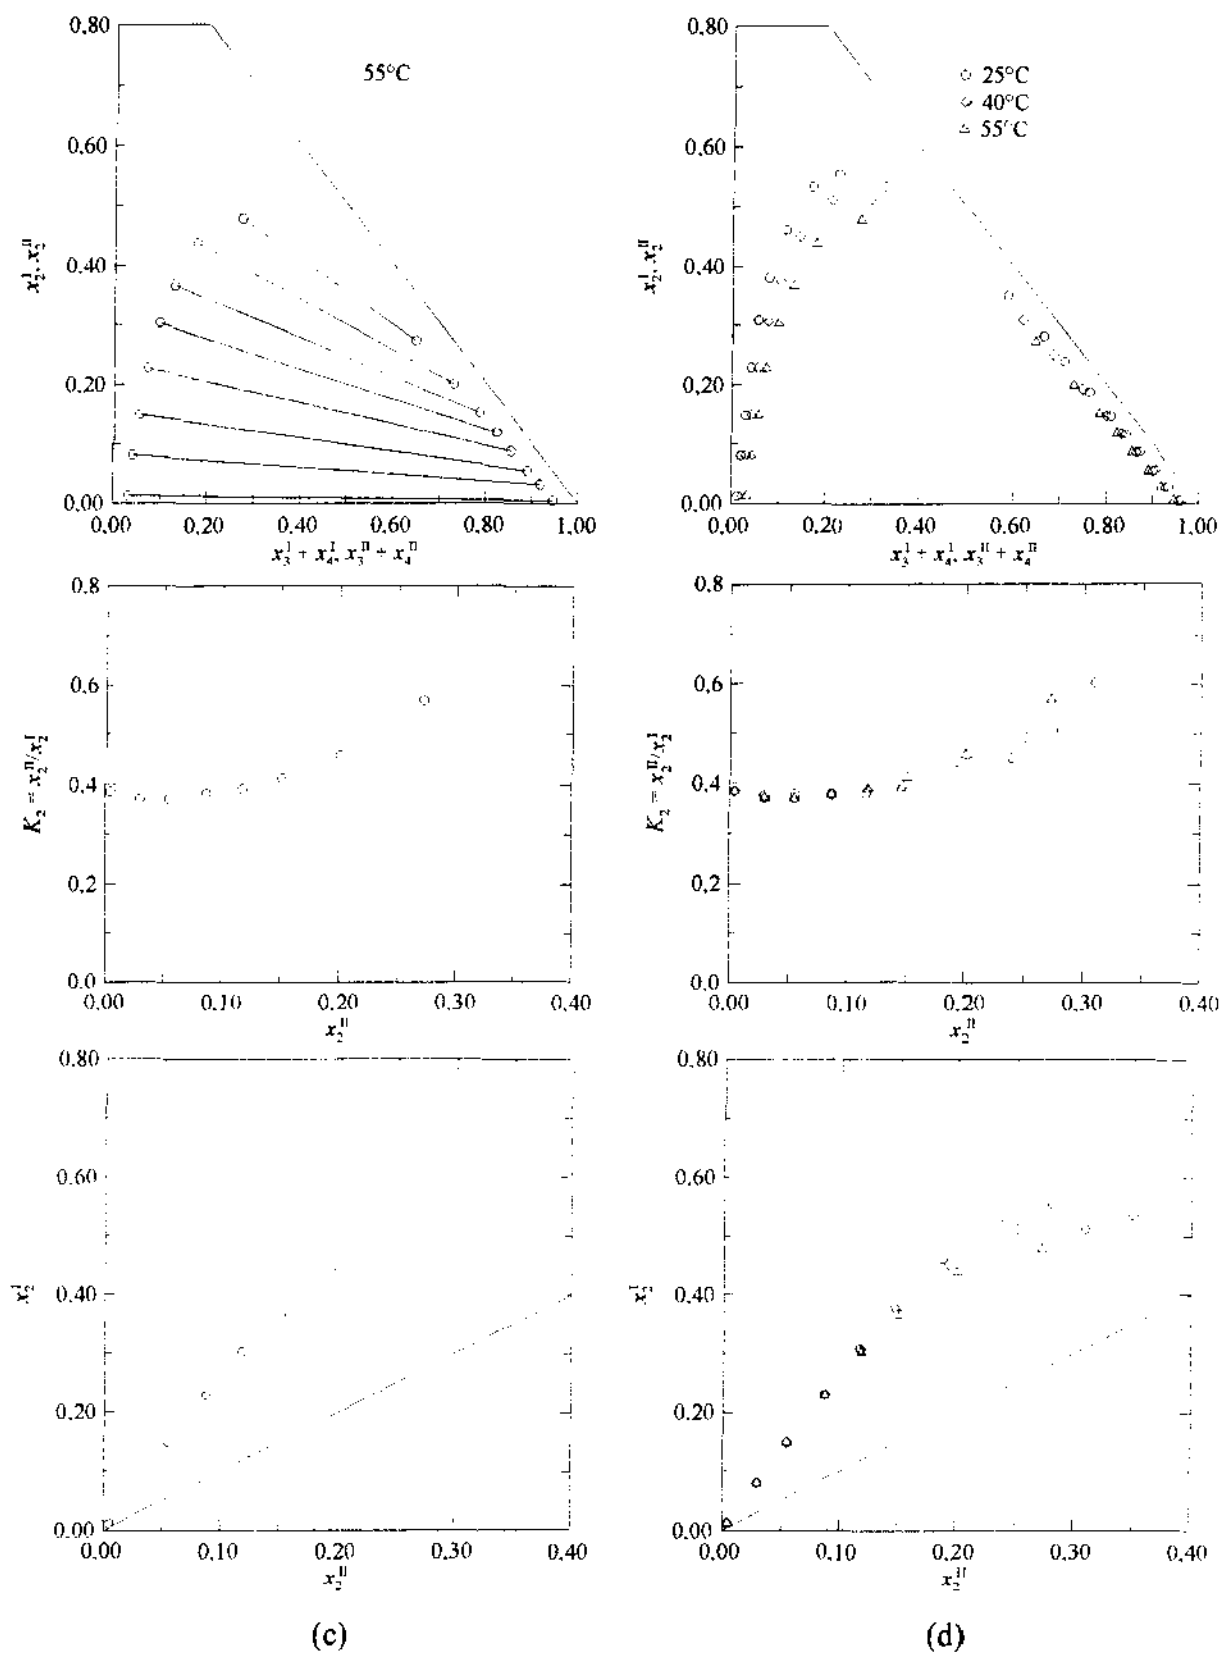 0.80
55°C
0.60
0.40
0.20
0.00
0.00 0.20 0.40 0.60 0.80 1.00
x₂ᴵ, x₂ᴵᴵ
x₃ᴵ + x₄ᴵ, x₃ᴵᴵ + x₄ᴵᴵ
0.80
25°C
40°C
55°C
0.60
0.40
0.20
0.00
0.00 0.20 0.40 0.60 0.80 1.00
x₂ᴵ, x₂ᴵᴵ
x₃ᴵ + x₄ᴵ, x₃ᴵᴵ + x₄ᴵᴵ
0.8
0.6
0.4
0.2
0.0
0.00 0.10 0.20 0.30 0.40
K₂ = x₂ᴵᴵ/x₂ᴵ
x₂ᴵᴵ
0.8
0.6
0.4
0.2
0.0
0.00 0.10 0.20 0.30 0.40
K₂ = x₂ᴵᴵ/x₂ᴵ
x₂ᴵᴵ
0.80
0.60
0.40
0.20
0.00
0.00 0.10 0.20 0.30 0.40
x₂ᴵ
x₂ᴵᴵ
(c)
0.80
0.60
0.40
0.20
0.00
0.00 0.10 0.20 0.30 0.40
x₂ᴵ
x₂ᴵᴵ
(d)